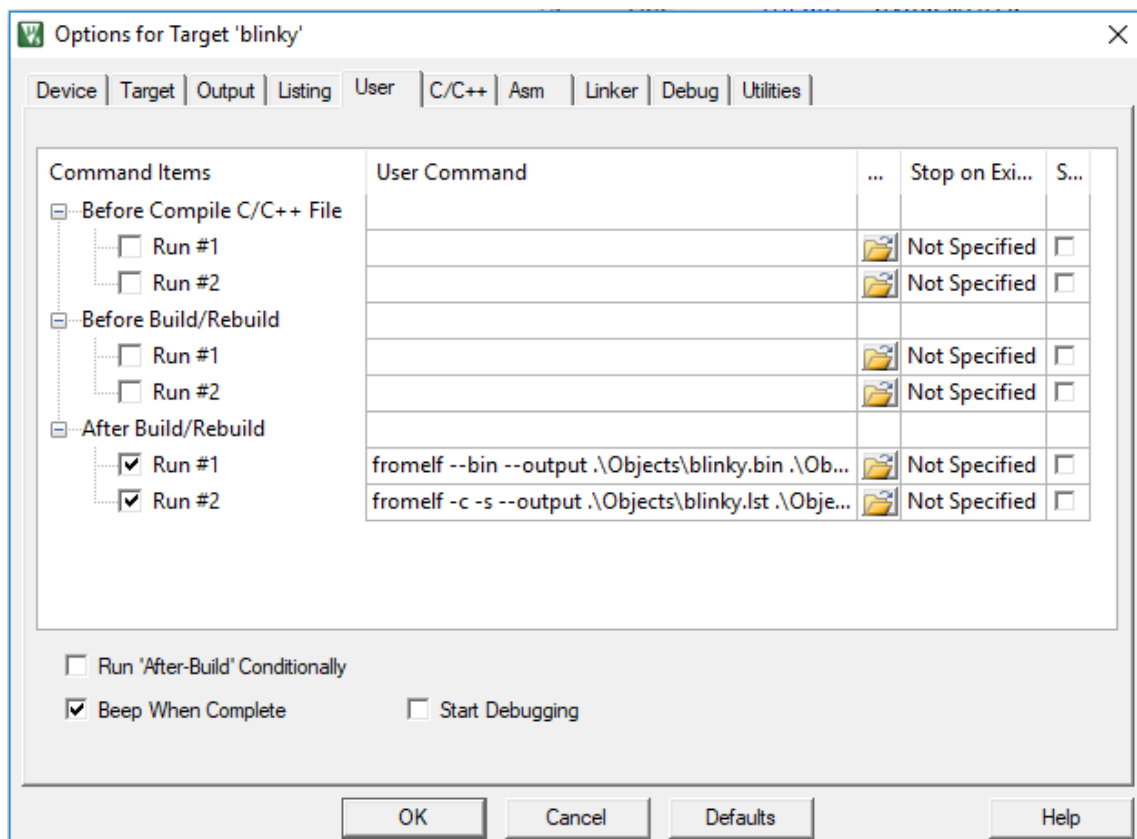 Options for Target 'blinky'
Device Target Output Listing User C/C++ Asm Linker Debug Utilities
Command Items User Command ... Stop on Exi... S...
Before Compile C/C++ File
Run #1 Not Specified
Run #2 Not Specified
Before Build/Rebuild
Run #1 Not Specified
Run #2 Not Specified
After Build/Rebuild
Run #1 fromelf --bin --output .\Objects\blinky.bin .\Ob... Not Specified
Run #2 fromelf -c -s --output .\Objects\blinky.lst .\Obje... Not Specified
Run 'After-Build' Conditionally
Beep When Complete Start Debugging
OK Cancel Defaults Help